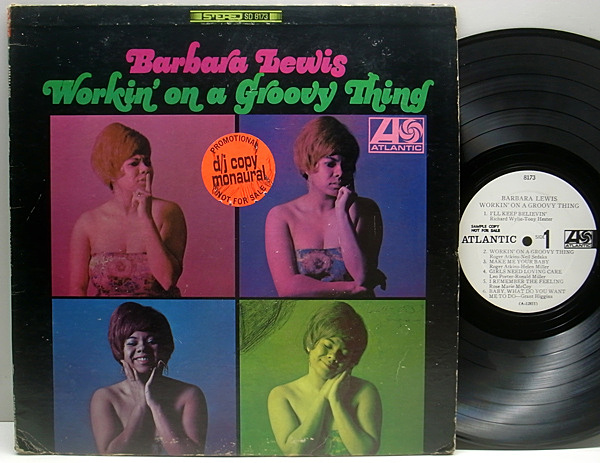 STEREO SD 8173
Barbara Lewis
Workin' on a Groovy Thing
PROMOTIONAL
d/j copy
monaural
NOT FOR SALE
ATLANTIC
8173
BARBARA LEWIS
WORKIN' ON A GROOVY THING
1. I'LL KEEP BELIEVIN'
Richard Wylie-Tony Hester
SAMPLE COPY
NOT FOR SALE
ATLANTIC SIDE 1 ATLANTIC
2. WORKIN' ON A GROOVY THING
Roger Atkins-Neil Sedaka
3. MAKE ME YOUR BABY
Roger Atkins-Helen Miller
4. GIRLS NEED LOVING CARE
Leo Porter-Ronald Miller
5. I REMEMBER THE FEELING
Rose Marie McCoy
6. BABY, WHAT DO YOU WANT
ME TO DO—Grant Higgins